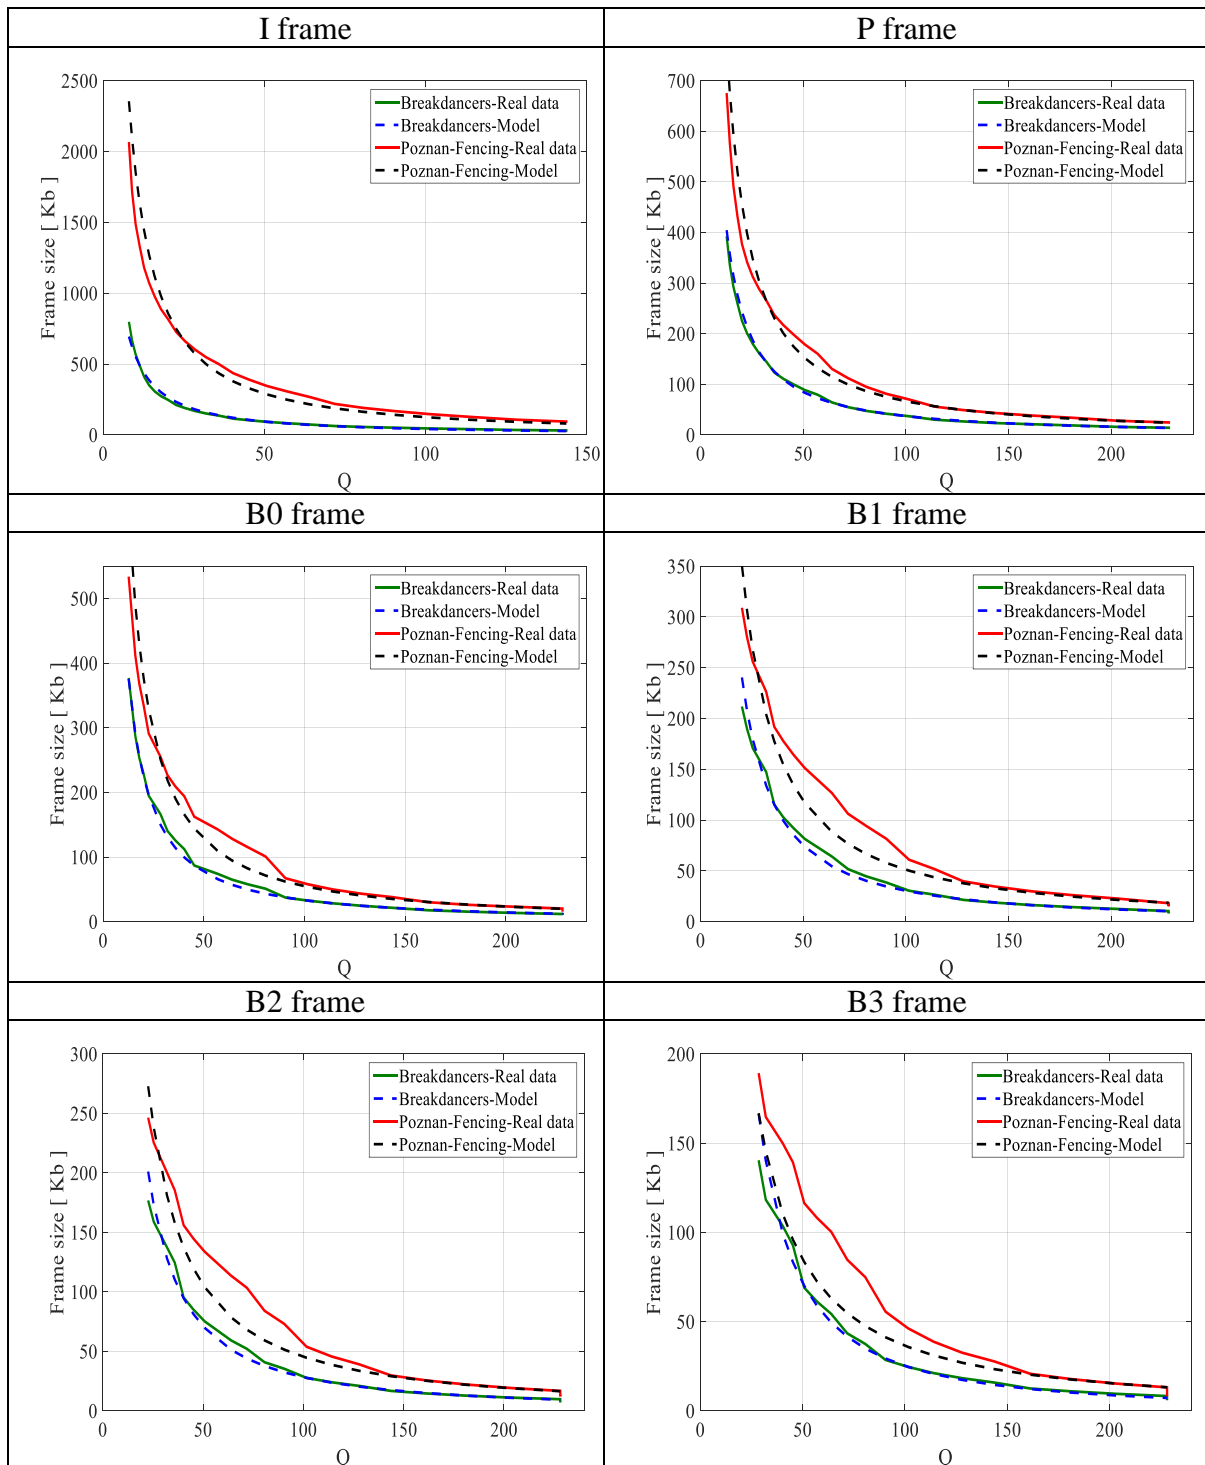 I frame
P frame
2500
2000
1500
1000
500
0
0
50
100
150
Frame size [ Kb ]
Q
Breakdancers-Real data
Breakdancers-Model
Poznan-Fencing-Real data
Poznan-Fencing-Model
700
600
500
400
300
200
100
0
0
50
100
150
200
Frame size [ Kb ]
Q
Breakdancers-Real data
Breakdancers-Model
Poznan-Fencing-Real data
Poznan-Fencing-Model
B0 frame
B1 frame
500
400
300
200
100
0
0
50
100
150
200
Frame size [ Kb ]
Q
Breakdancers-Real data
Breakdancers-Model
Poznan-Fencing-Real data
Poznan-Fencing-Model
350
300
250
200
150
100
50
0
0
50
100
150
200
Frame size [ Kb ]
Q
Breakdancers-Real data
Breakdancers-Model
Poznan-Fencing-Real data
Poznan-Fencing-Model
B2 frame
B3 frame
300
250
200
150
100
50
0
0
50
100
150
200
Frame size [ Kb ]
Q
Breakdancers-Real data
Breakdancers-Model
Poznan-Fencing-Real data
Poznan-Fencing-Model
200
150
100
50
0
0
50
100
150
200
Frame size [ Kb ]
Q
Breakdancers-Real data
Breakdancers-Model
Poznan-Fencing-Real data
Poznan-Fencing-Model